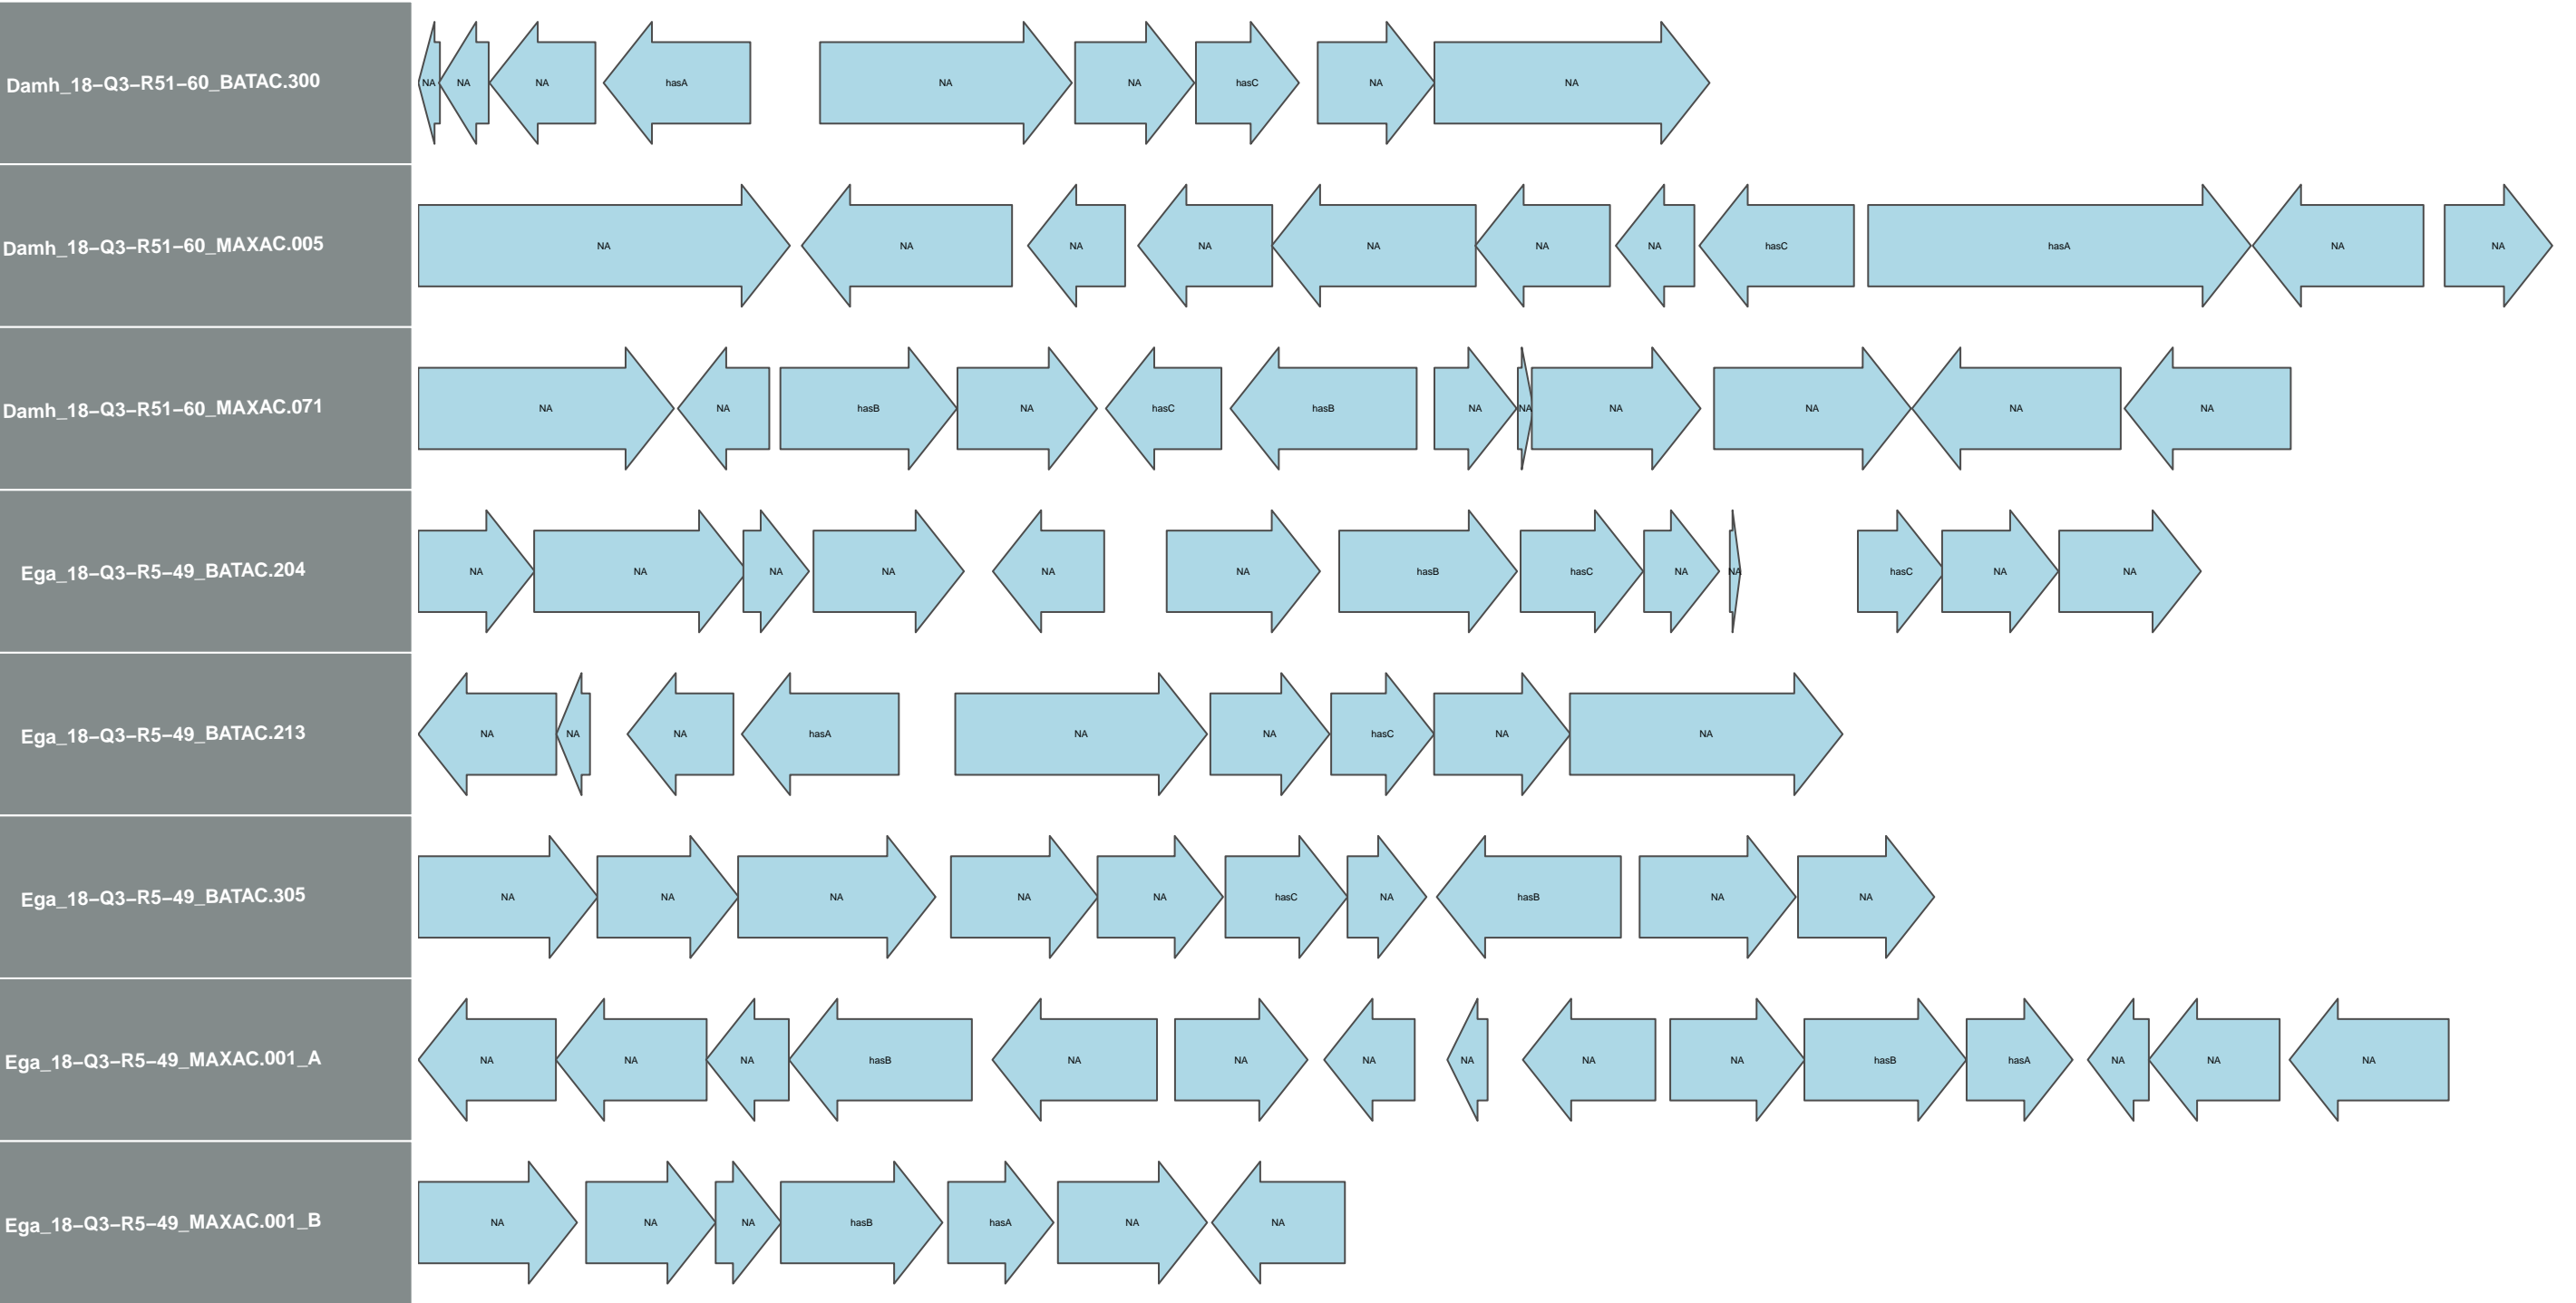 Damh_18–Q3–R51–60_BATAC.300 NA NA NA hasA NA NA hasC NA NA
Damh_18–Q3–R51–60_MAXAC.005 NA NA NA NA NA NA NA hasC hasA NA NA
Damh_18–Q3–R51–60_MAXAC.071 NA NA hasB NA hasC hasB NA NA NA NA NA NA
Ega_18–Q3–R5–49_BATAC.204 NA NA NA NA NA NA hasB hasC NA NA hasC NA NA
Ega_18–Q3–R5–49_BATAC.213 NA NA NA hasA NA NA hasC NA NA
Ega_18–Q3–R5–49_BATAC.305 NA NA NA NA NA hasC NA hasB NA NA
Ega_18–Q3–R5–49_MAXAC.001_A NA NA NA hasB NA NA NA NA NA NA hasB hasA NA NA NA
Ega_18–Q3–R5–49_MAXAC.001_B NA NA NA hasB hasA NA NA